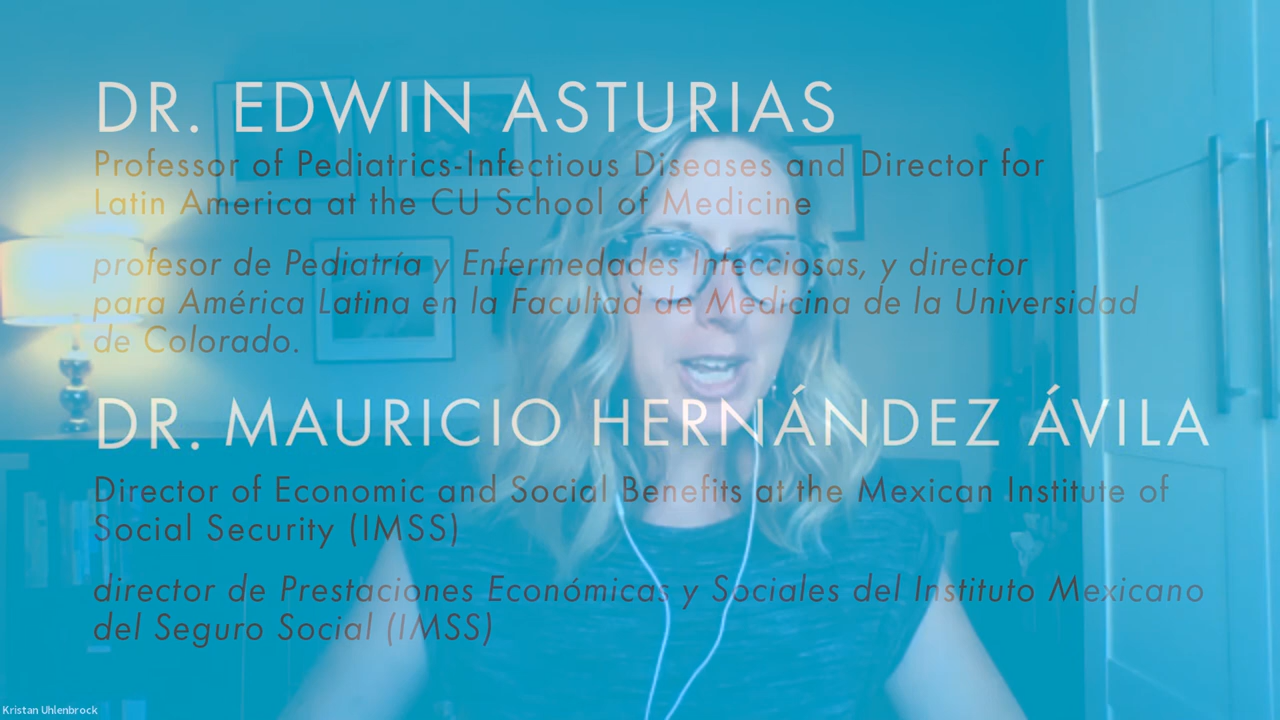 DR. EDWIN ASTURIAS
Professor of Pediatrics-Infectious Diseases and Director for
Latin America at the CU School of Medicine
profesor de Pediatría y Enfermedades Infecciosas, y director
para América Latina en la Facultad de Medicina de la Universidad
de Colorado.
DR. MAURICIO HERNÁNDEZ ÁVILA
Director of Economic and Social Benefits at the Mexican Institute of
Social Security (IMSS)
director de Prestaciones Económicas y Sociales del Instituto Mexicano
del Seguro Social (IMSS)
Kristan Uhlenbrock